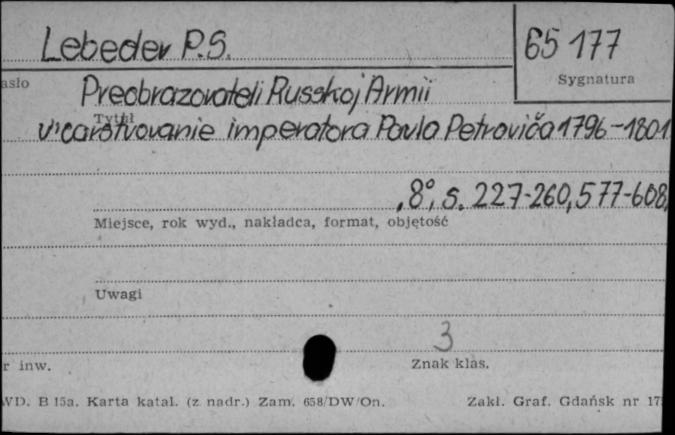 Lebedev P.S.
65 177
asło
Sygnatura
Preobrazovateli Russkoj Armii
Tytuł
v carstvovanie imperatora Pavla Petroviča 1796-1801
, 8°, s. 227-260, 577-608,
Miejsce, rok wyd., nakładca, format, objętość
Uwagi
3
r inw.
Znak klas.
WD. B 15a. Karta katal. (z nadr.) Zam. 658/DW/On.
Zakł. Graf. Gdańsk nr 17